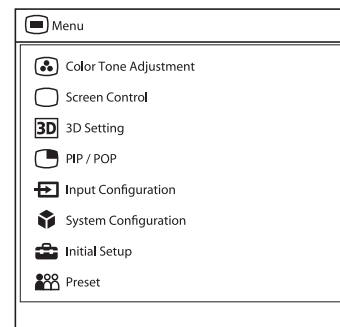 Menu
Color Tone Adjustment
Screen Control
3D 3D Setting
PIP / POP
Input Configuration
System Configuration
Initial Setup
Preset